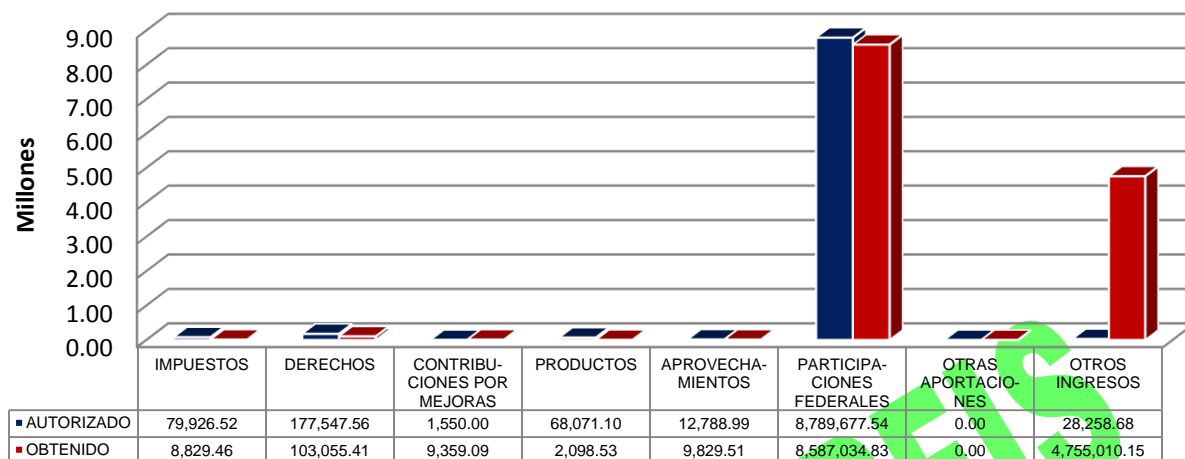 Millones
9.00
8.00
7.00
6.00
5.00
4.00
3.00
2.00
1.00
0.00
IMPUESTOS DERECHOS CONTRIBU-
CIONES POR
MEJORAS PRODUCTOS APROVECHA-
MIENTOS PARTICIPA-
CIONES
FEDERALES OTRAS
APORTACIO-
NES OTROS
INGRESOS
AUTORIZADO 79,926.52 177,547.56 1,550.00 68,071.10 12,788.99 8,789,677.54 0.00 28,258.68
OBTENIDO 8,829.46 103,055.41 9,359.09 2,098.53 9,829.51 8,587,034.83 0.00 4,755,010.15